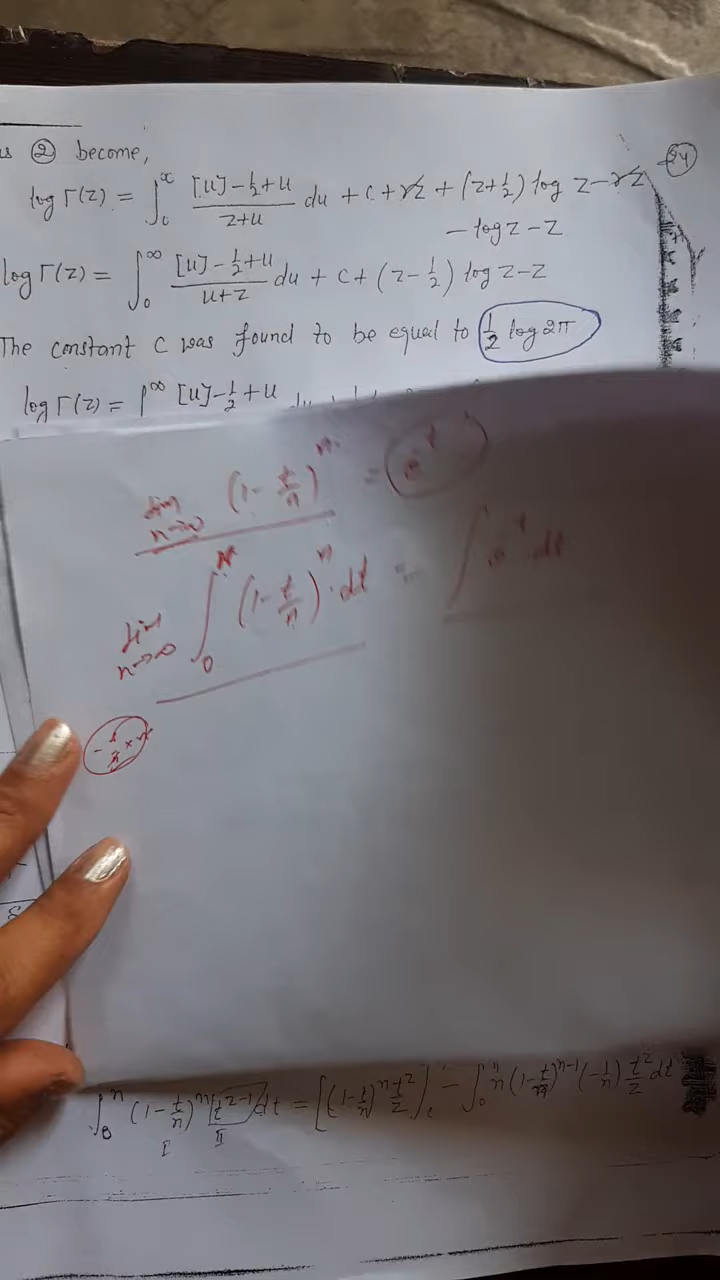 ② become,
24
log Γ(z) = ∫₀^∞ ([u]-½+u)/(z+u) du + c + γz + (z+½) log z - γz
- log z - z
log Γ(z) = ∫₀^∞ ([u]-½+u)/(u+z) du + c + (z-½) log z - z
The constant c was found to be equal to ½ log 2π
log Γ(z) = ∫^∞ [u]-½+u
lim n→∞ (1-t/n)^n = e^-t
lim n→∞ ∫₀^n (1-t/n)^n · dt = ∫ e^-t dt
∫₀^n (1-t/n)^n t^(z-1) dt = [(1-t/n)^n t^z/z] - ∫₀^n n (1-t/n)^(n-1) (-1/n) t^z/z dt
I II